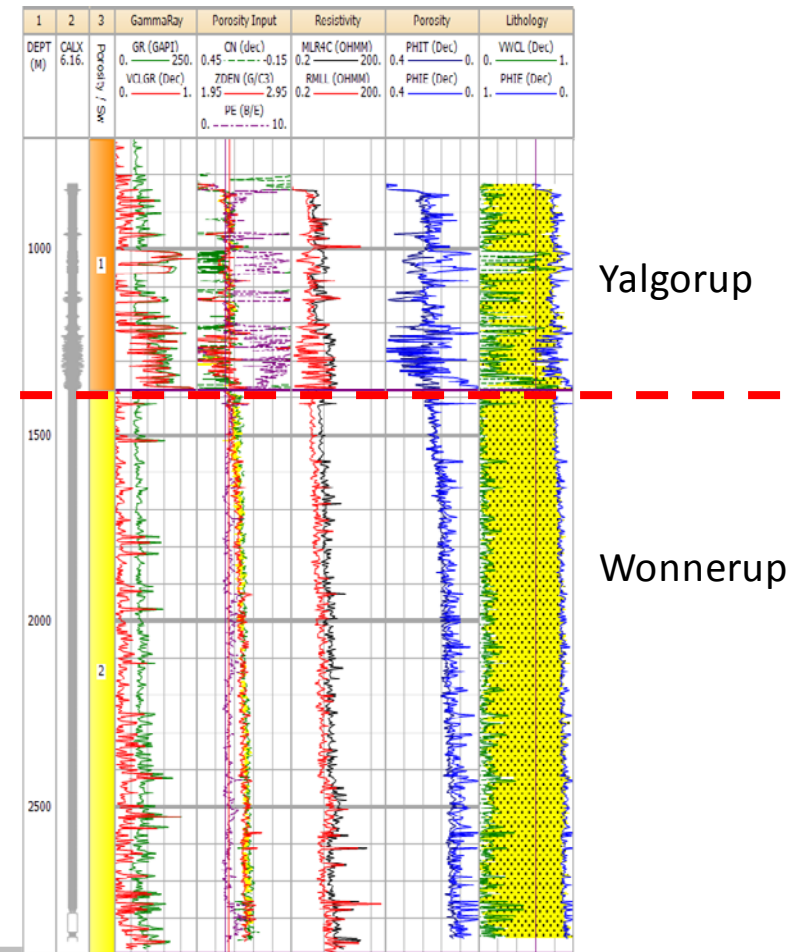 1 2 3 GammaRay Porosity Input Resistivity Porosity Lithology
DEPT (M) CALX 6.16. Porosity / Sw
GR (GAPI) 0. 250. CN (dec) 0.45 -0.15 MLR4C (OHMM) 0.2 200. PHIT (Dec) 0.4 0. VWCL (Dec) 0. 1.
VCLGR (Dec) 0. 1. ZDEN (G/C3) 1.95 2.95 RMLL (OHMM) 0.2 200. PHIE (Dec) 0.4 0. PHIE (Dec) 1. 0.
PE (B/E) 0. 10.
1000
1
Yalgorup
1500
Wonnerup
2000
2
2500